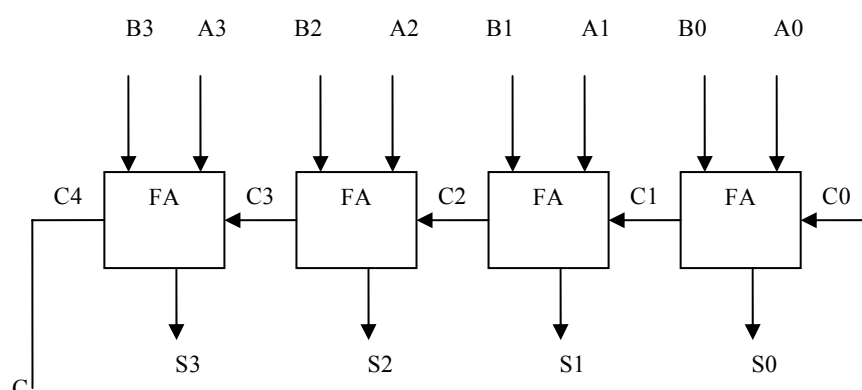 B3 A3 B2 A2 B1 A1 B0 A0
C4 FA C3 FA C2 FA C1 FA C0
S3 S2 S1 S0
C